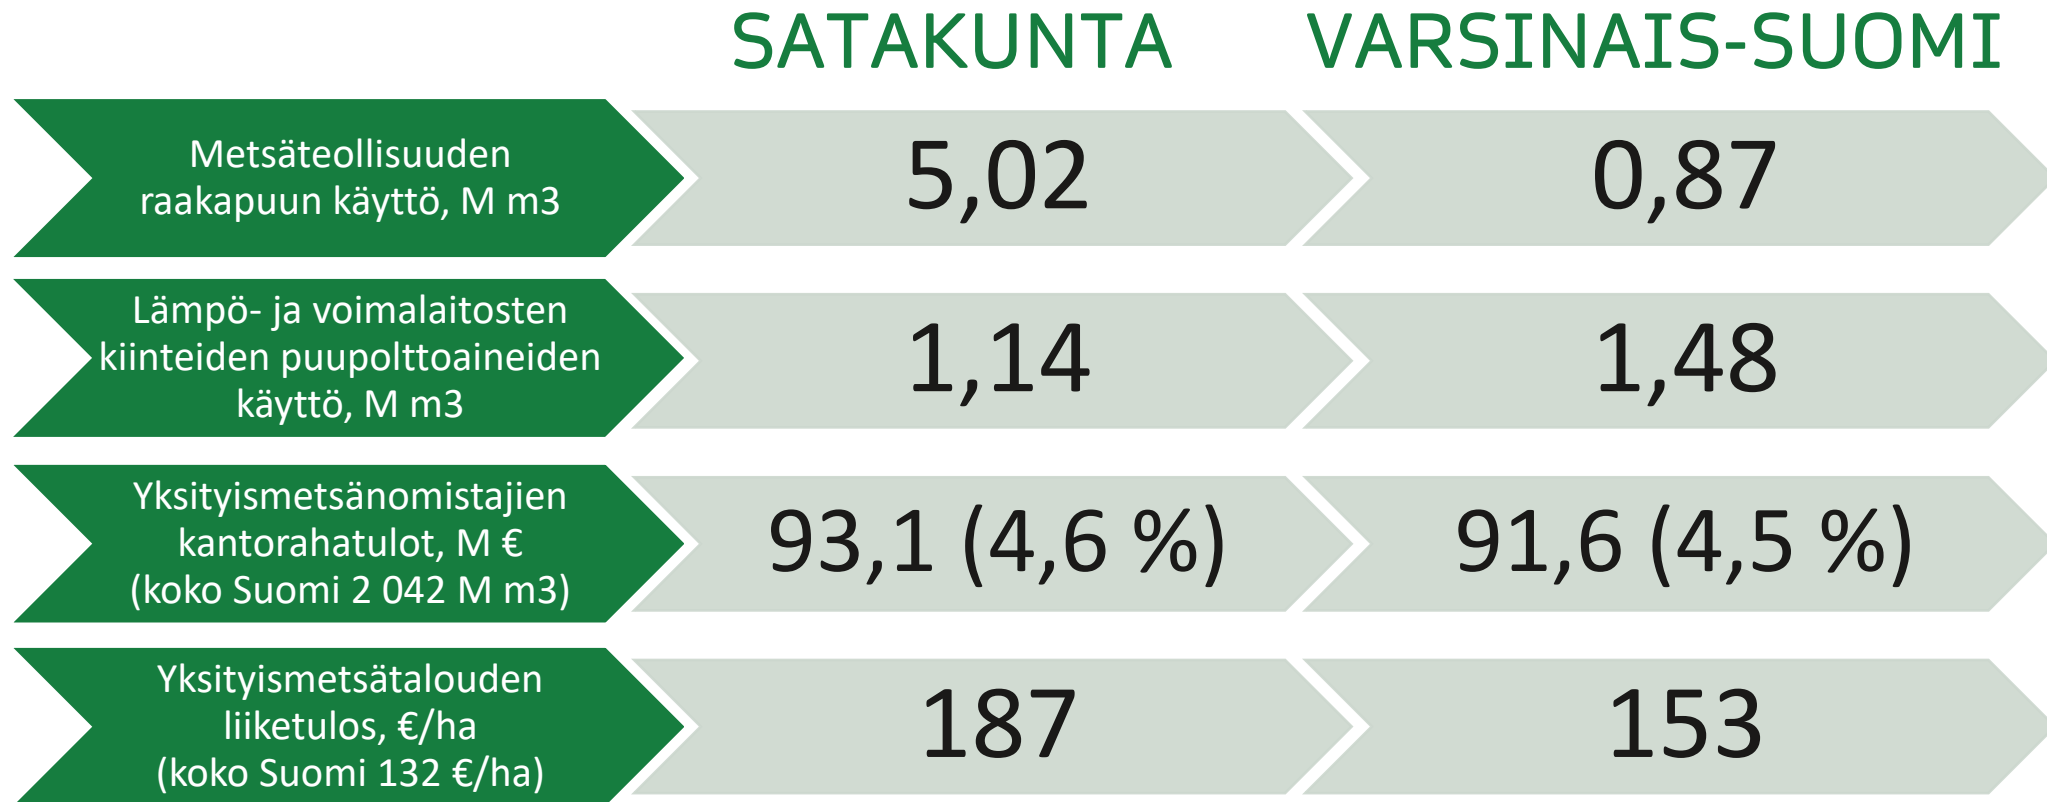 SATAKUNTA VARSINAIS-SUOMI
Metsäteollisuuden
raakapuun käyttö, M m3
5,02 0,87
Lämpö- ja voimalaitosten
kiinteiden puupolttoaineiden
käyttö, M m3
1,14 1,48
Yksityismetsänomistajien
kantorahatulot, M €
(koko Suomi 2 042 M m3)
93,1 (4,6 %) 91,6 (4,5 %)
Yksityismetsätalouden
liiketulos, €/ha
(koko Suomi 132 €/ha)
187 153